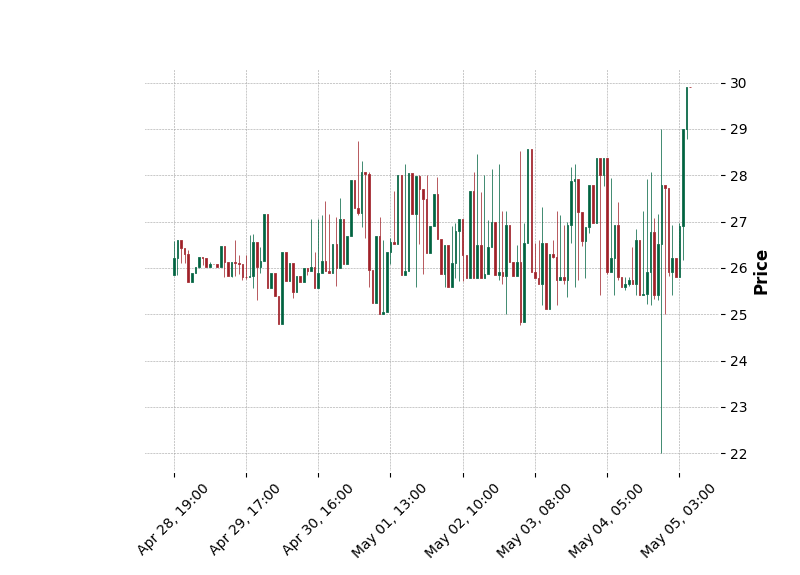 30
29
28
27
26
25
24
23
22
Price
Apr 28, 19:00
Apr 29, 17:00
Apr 30, 16:00
May 01, 13:00
May 02, 10:00
May 03, 08:00
May 04, 05:00
May 05, 03:00